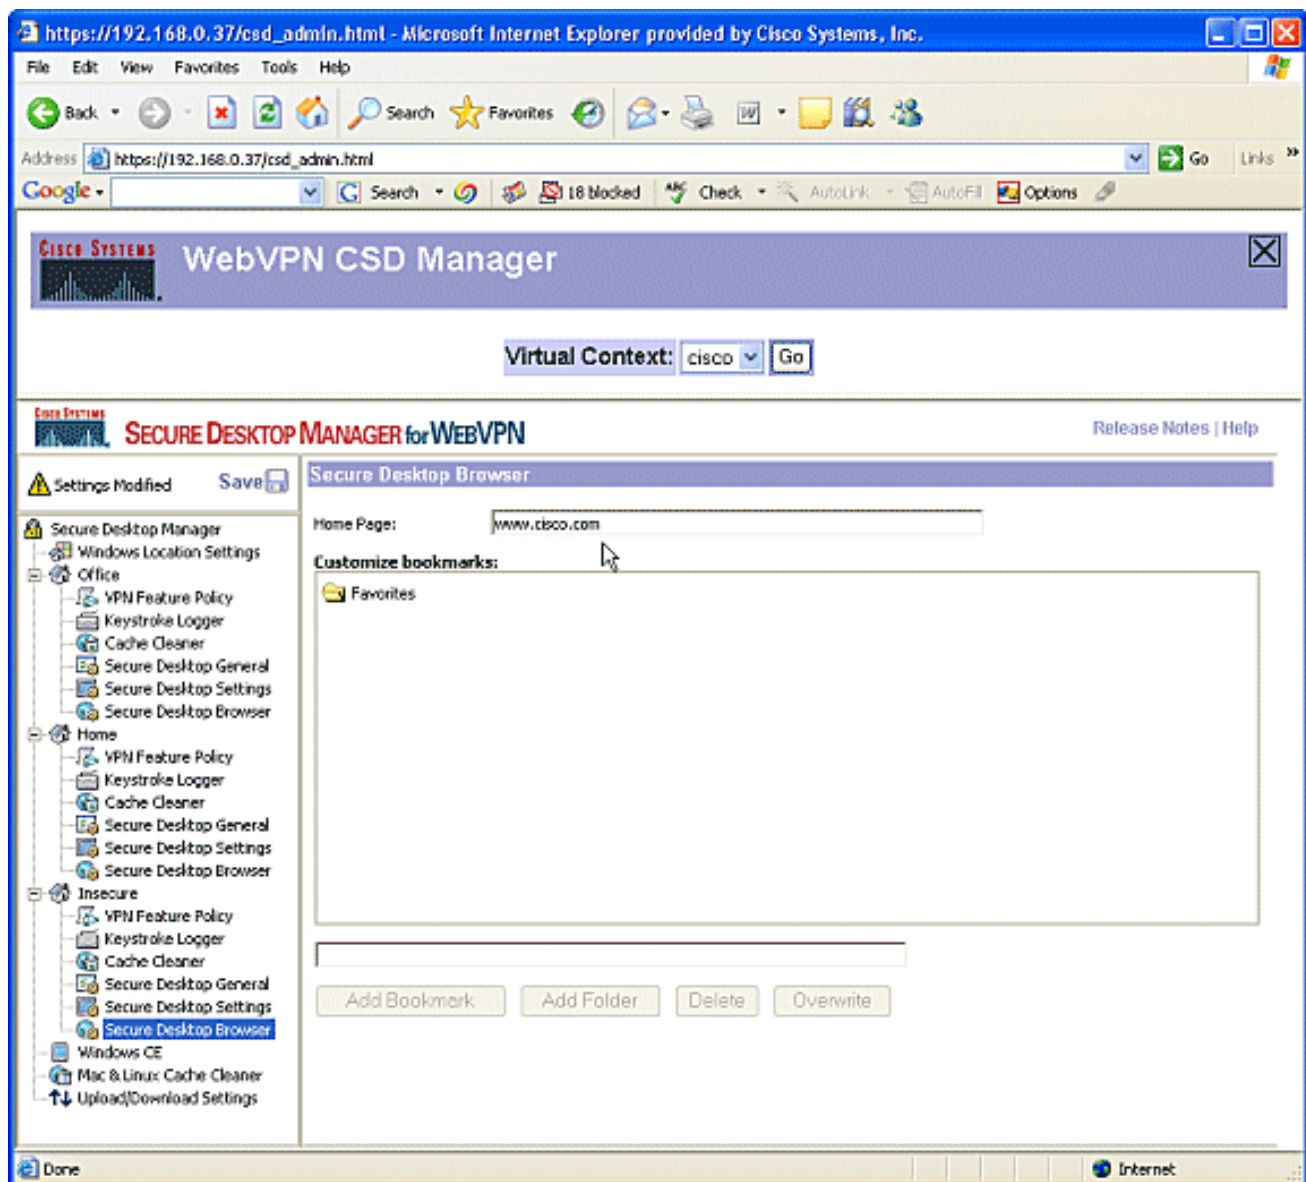 https://192.168.0.37/csd_admin.html - Microsoft Internet Explorer provided by Cisco Systems, Inc.
File Edit View Favorites Tools Help
Back Search Favorites
Address https://192.168.0.37/csd_admin.html Go Links »
Google Search 18 blocked ABC Check AutoLink AutoFill Options
CISCO SYSTEMS
WebVPN CSD Manager
Virtual Context: cisco Go
CISCO SYSTEMS
SECURE DESKTOP MANAGER for WEBVPN
Release Notes | Help
Settings Modified Save
Secure Desktop Manager
Windows Location Settings
Office
VPN Feature Policy
Keystroke Logger
Cache Cleaner
Secure Desktop General
Secure Desktop Settings
Secure Desktop Browser
Home
VPN Feature Policy
Keystroke Logger
Cache Cleaner
Secure Desktop General
Secure Desktop Settings
Secure Desktop Browser
Insecure
VPN Feature Policy
Keystroke Logger
Cache Cleaner
Secure Desktop General
Secure Desktop Settings
Secure Desktop Browser
Windows CE
Mac & Linux Cache Cleaner
Upload/Download Settings
Secure Desktop Browser
Home Page: www.cisco.com
Customize bookmarks:
Favorites
Add Bookmark Add Folder Delete Overwrite
Done Internet